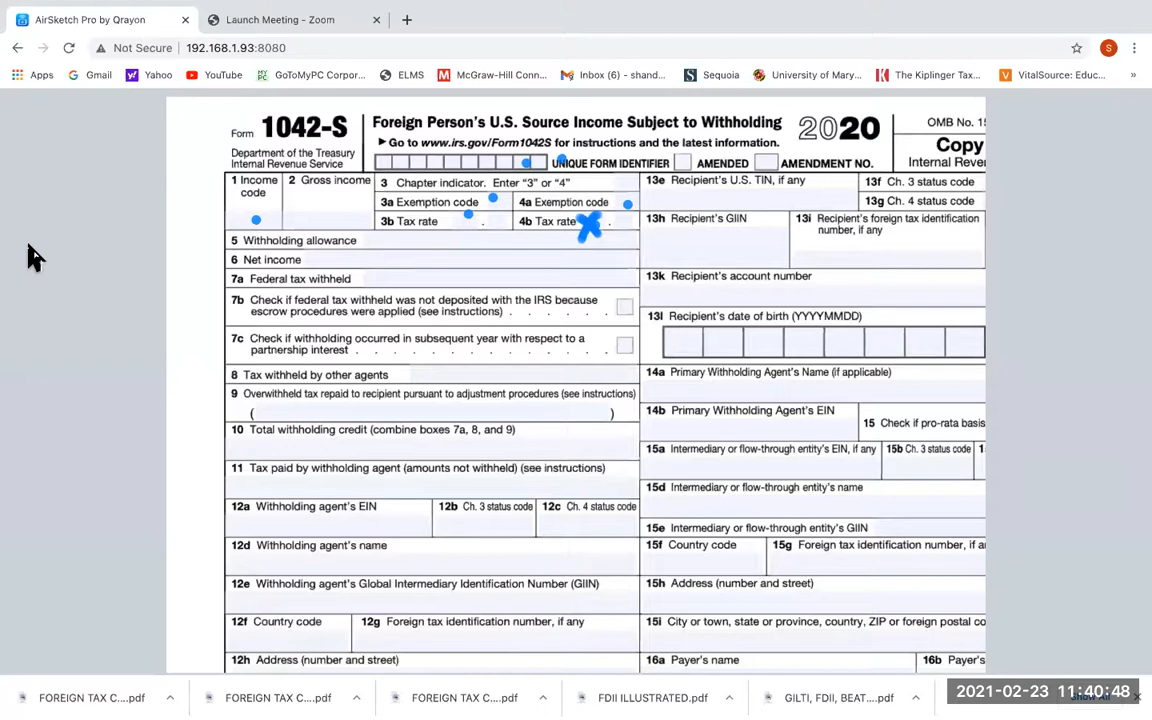 AirSketch Pro by Qrayon
Launch Meeting - Zoom
Not Secure 192.168.1.93:8080
S
Apps Gmail Yahoo YouTube GoToMyPC Corpor... ELMS McGraw-Hill Conn... Inbox (6) - shand... Sequoia University of Mary... The Kiplinger Tax... VitalSource: Educ... »
Form 1042-S
Department of the Treasury
Internal Revenue Service
Foreign Person's U.S. Source Income Subject to Withholding
▶ Go to www.irs.gov/Form1042S for instructions and the latest information.
UNIQUE FORM IDENTIFIER AMENDED AMENDMENT NO.
2020
OMB No. 15
Copy
Internal Reve
1 Income code
2 Gross income
3 Chapter indicator. Enter “3” or “4”
3a Exemption code
4a Exemption code
3b Tax rate .
4b Tax rate .
5 Withholding allowance
6 Net income
7a Federal tax withheld
7b Check if federal tax withheld was not deposited with the IRS because
escrow procedures were applied (see instructions) . . . . . .
7c Check if withholding occurred in subsequent year with respect to a
partnership interest . . . . . . . . . . . . . .
8 Tax withheld by other agents
9 Overwithheld tax repaid to recipient pursuant to adjustment procedures (see instructions)
( )
10 Total withholding credit (combine boxes 7a, 8, and 9)
11 Tax paid by withholding agent (amounts not withheld) (see instructions)
12a Withholding agent's EIN
12b Ch. 3 status code
12c Ch. 4 status code
12d Withholding agent's name
12e Withholding agent's Global Intermediary Identification Number (GIIN)
12f Country code
12g Foreign tax identification number, if any
12h Address (number and street)
13e Recipient's U.S. TIN, if any
13f Ch. 3 status code
13g Ch. 4 status code
13h Recipient's GIIN
13i Recipient's foreign tax identification
number, if any
13k Recipient's account number
13l Recipient's date of birth (YYYYMMDD)
14a Primary Withholding Agent's Name (if applicable)
14b Primary Withholding Agent's EIN
15 Check if pro-rata basis
15a Intermediary or flow-through entity's EIN, if any
15b Ch. 3 status code
1
15d Intermediary or flow-through entity's name
15e Intermediary or flow-through entity's GIIN
15f Country code
15g Foreign tax identification number, if a
15h Address (number and street)
15i City or town, state or province, country, ZIP or foreign postal co
16a Payer's name
16b Payer's
FOREIGN TAX C....pdf
FOREIGN TAX C....pdf
FOREIGN TAX C....pdf
FDII ILLUSTRATED.pdf
GILTI, FDII, BEAT....pdf
2021-02-23 11:40:48